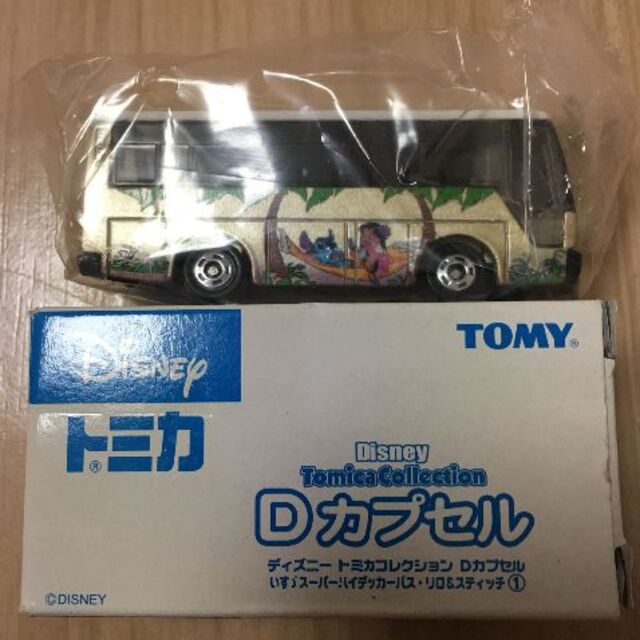 Disney
TOMY®
トミカ®
Disney
Tomica Collection
Dカプセル
ディズニー トミカコレクション Dカプセル
いすゞスーパーハイデッカーバス・リロ&スティッチ①
©DISNEY